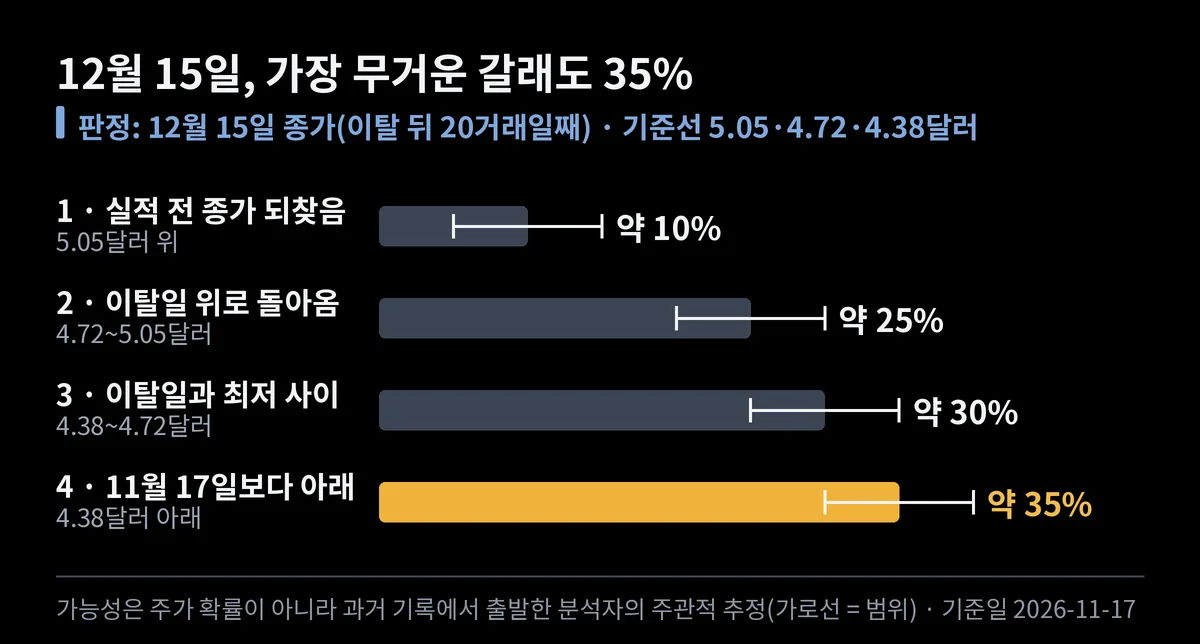 12월 15일, 가장 무거운 갈래도 35%
판정: 12월 15일 종가(이탈 뒤 20거래일째) · 기준선 5.05·4.72·4.38달러
1 · 실적 전 종가 되찾음
5.05달러 위
약 10%
2 · 이탈일 위로 돌아옴
4.72~5.05달러
약 25%
3 · 이탈일과 최저 사이
4.38~4.72달러
약 30%
4 · 11월 17일보다 아래
4.38달러 아래
약 35%
가능성은 주가 확률이 아니라 과거 기록에서 출발한 분석자의 주관적 추정(가로선 = 범위) · 기준일 2026-11-17